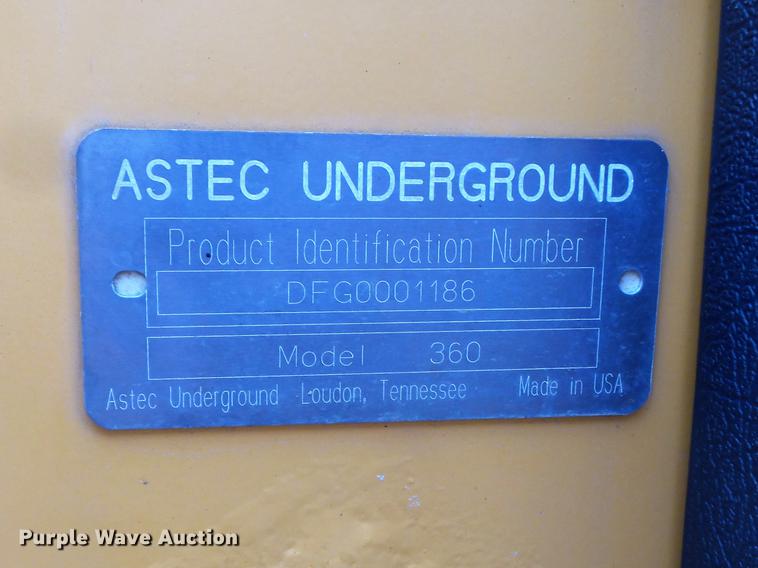 ASTEC UNDERGROUND
Product Identification Number
DFG0001186
Model 360
Astec Underground Loudon, Tennessee Made in USA
Purple Wave Auction